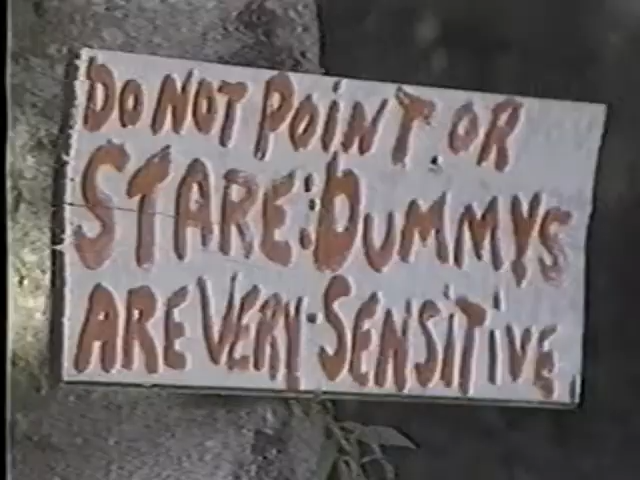 DO NOT POiNT OR
STARE: DUMMYS
ARE VERY SENSiTiVE